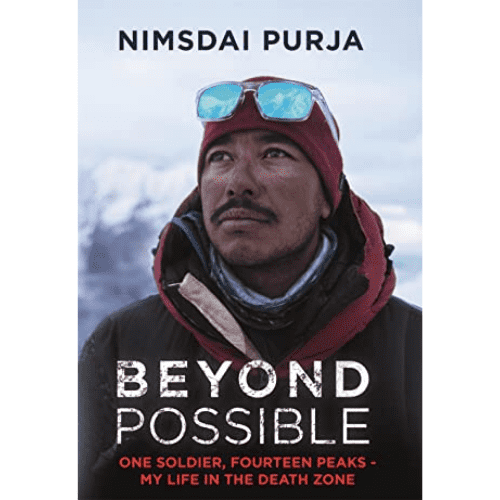 NIMSDAI PURJA
BEYOND
POSSIBLE
ONE SOLDIER, FOURTEEN PEAKS -
MY LIFE IN THE DEATH ZONE